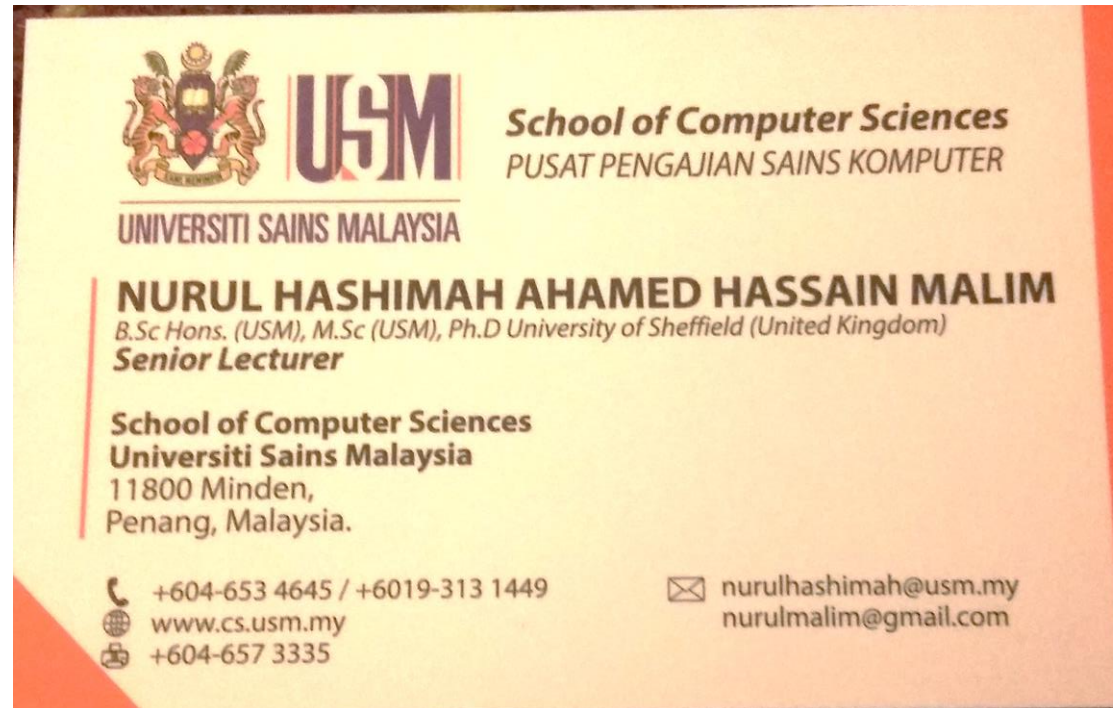 USM
UNIVERSITI SAINS MALAYSIA
School of Computer Sciences
PUSAT PENGAJIAN SAINS KOMPUTER
NURUL HASHIMAH AHAMED HASSAIN MALIM
B.Sc Hons. (USM), M.Sc (USM), Ph.D University of Sheffield (United Kingdom)
Senior Lecturer
School of Computer Sciences
Universiti Sains Malaysia
11800 Minden,
Penang, Malaysia.
+604-653 4645 / +6019-313 1449
www.cs.usm.my
+604-657 3335
nurulhashimah@usm.my
nurulmalim@gmail.com